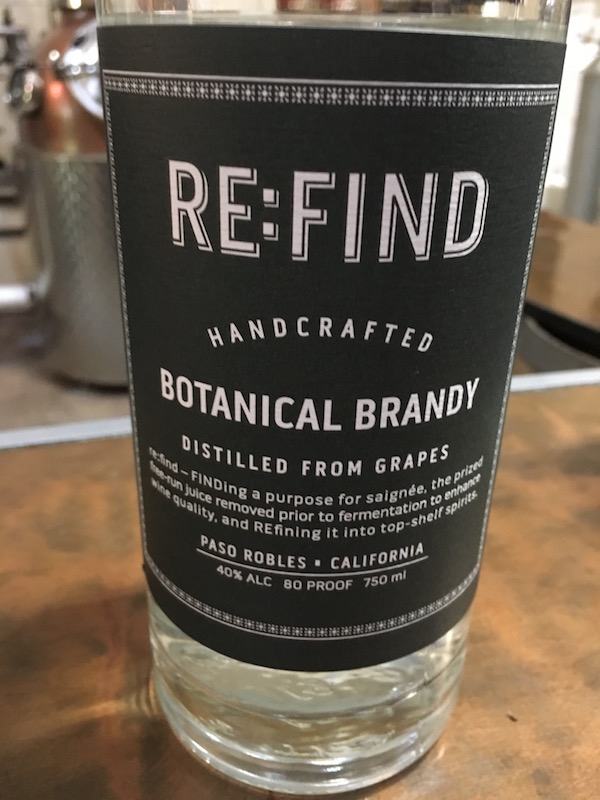 RE:FIND
HANDCRAFTED
BOTANICAL BRANDY
DISTILLED FROM GRAPES
re:find – FINDing a purpose for saignée, the prized
free-run juice removed prior to fermentation to enhance
wine quality, and REfining it into top-shelf spirits.
PASO ROBLES ▪ CALIFORNIA
40% ALC 80 PROOF 750 ml